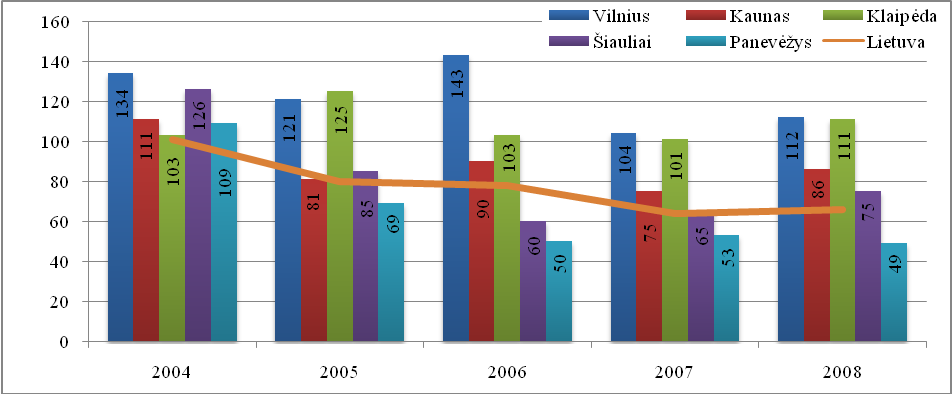 Vilnius Kaunas Klaipėda
Šiauliai Panevėžys Lietuva
160
140
120
100
80
60
40
20
0
134 111 103 126 109
121 81 125 85 69
143 90 103 60 50
104 75 101 65 53
112 86 111 75 49
2004 2005 2006 2007 2008